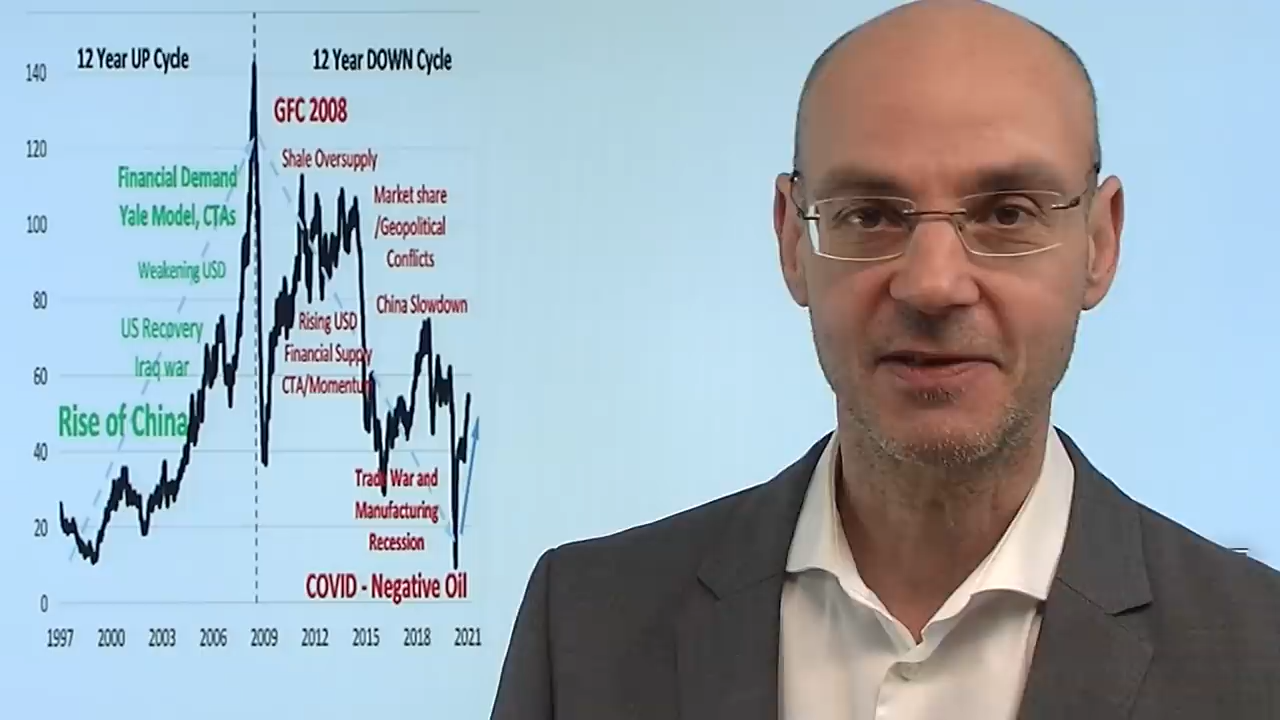 12 Year UP Cycle
12 Year DOWN Cycle
140
120
100
80
60
40
20
0
GFC 2008
Shale Oversupply
Financial Demand
Yale Model, CTAs
Market share
/Geopolitical
Conflicts
Weakening USD
China Slowdown
US Recovery
Iraq war
Rising USD
Financial Supply
CTA/Momentum
Rise of China
Trade War and
Manufacturing
Recession
COVID - Negative Oil
1997 2000 2003 2006 2009 2012 2015 2018 2021